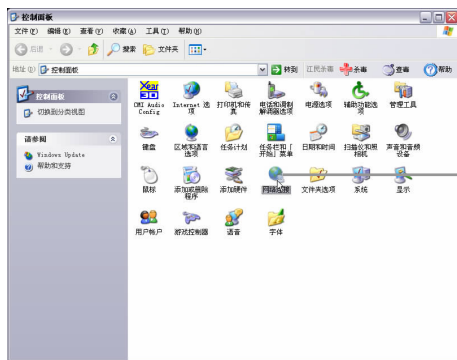 控制面板
文件(F) 编辑(E) 查看(V) 收藏(A) 工具(T) 帮助(H)
后退 搜索 文件夹
地址(D) 控制面板 转到 江民杀毒 杀毒 查毒 帮助
控制面板
切换到分类视图
请参阅
Windows Update
帮助和支持
Xear
3D
CMI Audio
Config
Internet 选
项
打印机和传
真
电话和调制
解调器选项
电源选项
辅助功能选
项
管理工具
键盘
区域和语言
选项
任务计划
任务栏和「
开始」菜单
日期和时间
扫描仪和照
相机
声音和音频
设备
鼠标
添加或删除
程序
添加硬件
网络连接
文件夹选项
系统
显示
用户帐户
游戏控制器
语音
字体